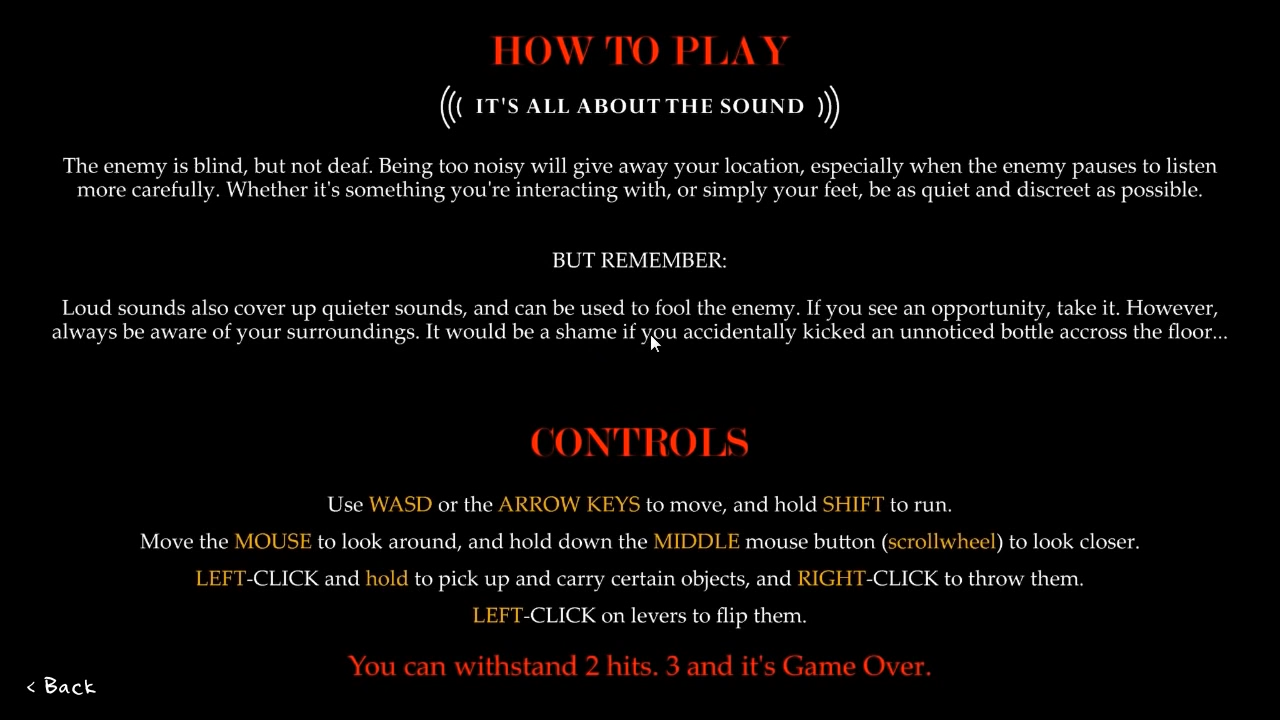 HOW TO PLAY
IT'S ALL ABOUT THE SOUND
The enemy is blind, but not deaf. Being too noisy will give away your location, especially when the enemy pauses to listen
more carefully. Whether it's something you're interacting with, or simply your feet, be as quiet and discreet as possible.
BUT REMEMBER:
Loud sounds also cover up quieter sounds, and can be used to fool the enemy. If you see an opportunity, take it. However,
always be aware of your surroundings. It would be a shame if you accidentally kicked an unnoticed bottle accross the floor...
CONTROLS
Use WASD or the ARROW KEYS to move, and hold SHIFT to run.
Move the MOUSE to look around, and hold down the MIDDLE mouse button (scrollwheel) to look closer.
LEFT-CLICK and hold to pick up and carry certain objects, and RIGHT-CLICK to throw them.
LEFT-CLICK on levers to flip them.
You can withstand 2 hits. 3 and it's Game Over.
< Back